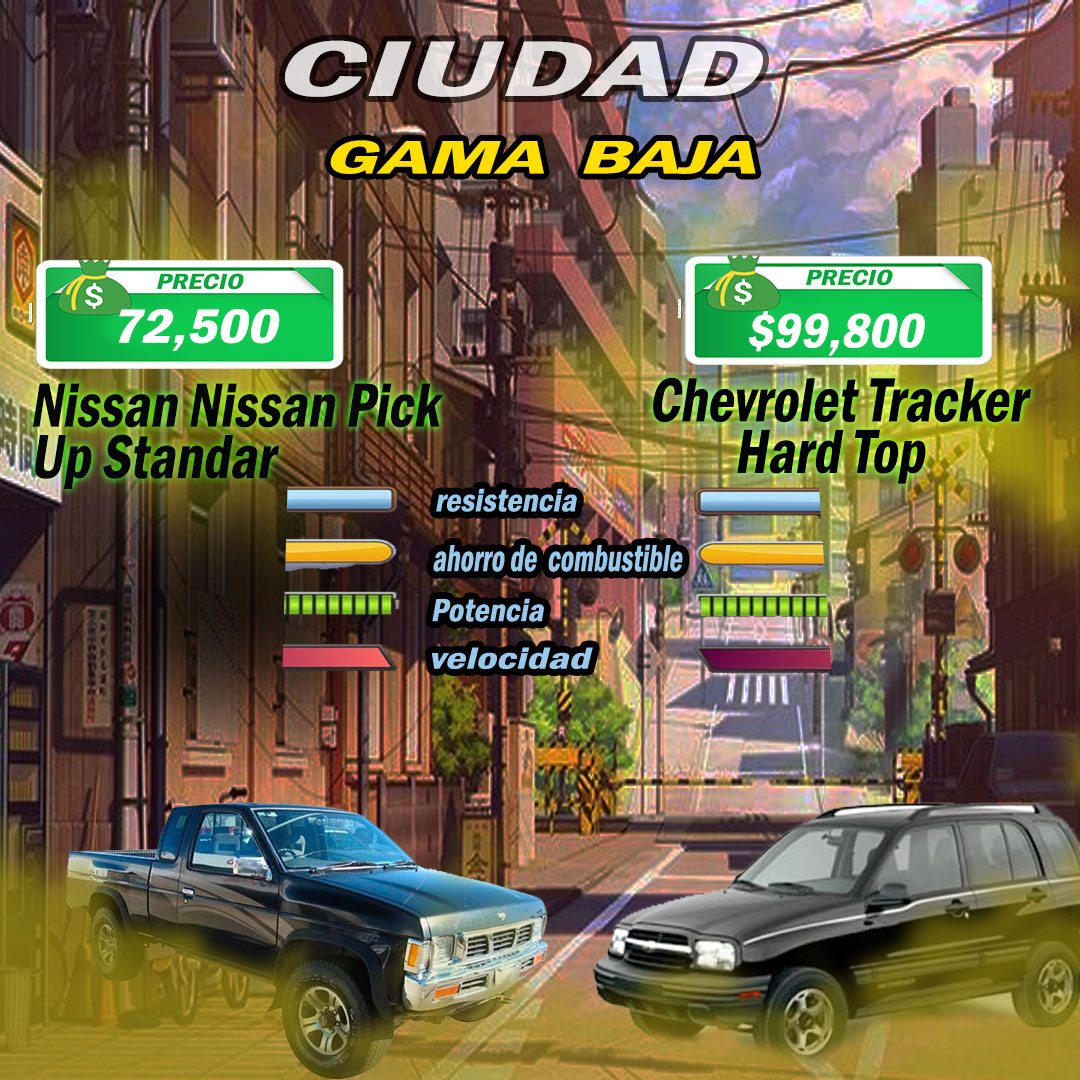 CIUDAD
GAMA BAJA
PRECIO
72,500
PRECIO
$99,800
Nissan Nissan Pick
Up Standar
Chevrolet Tracker
Hard Top
resistencia
ahorro de combustible
Potencia
velocidad